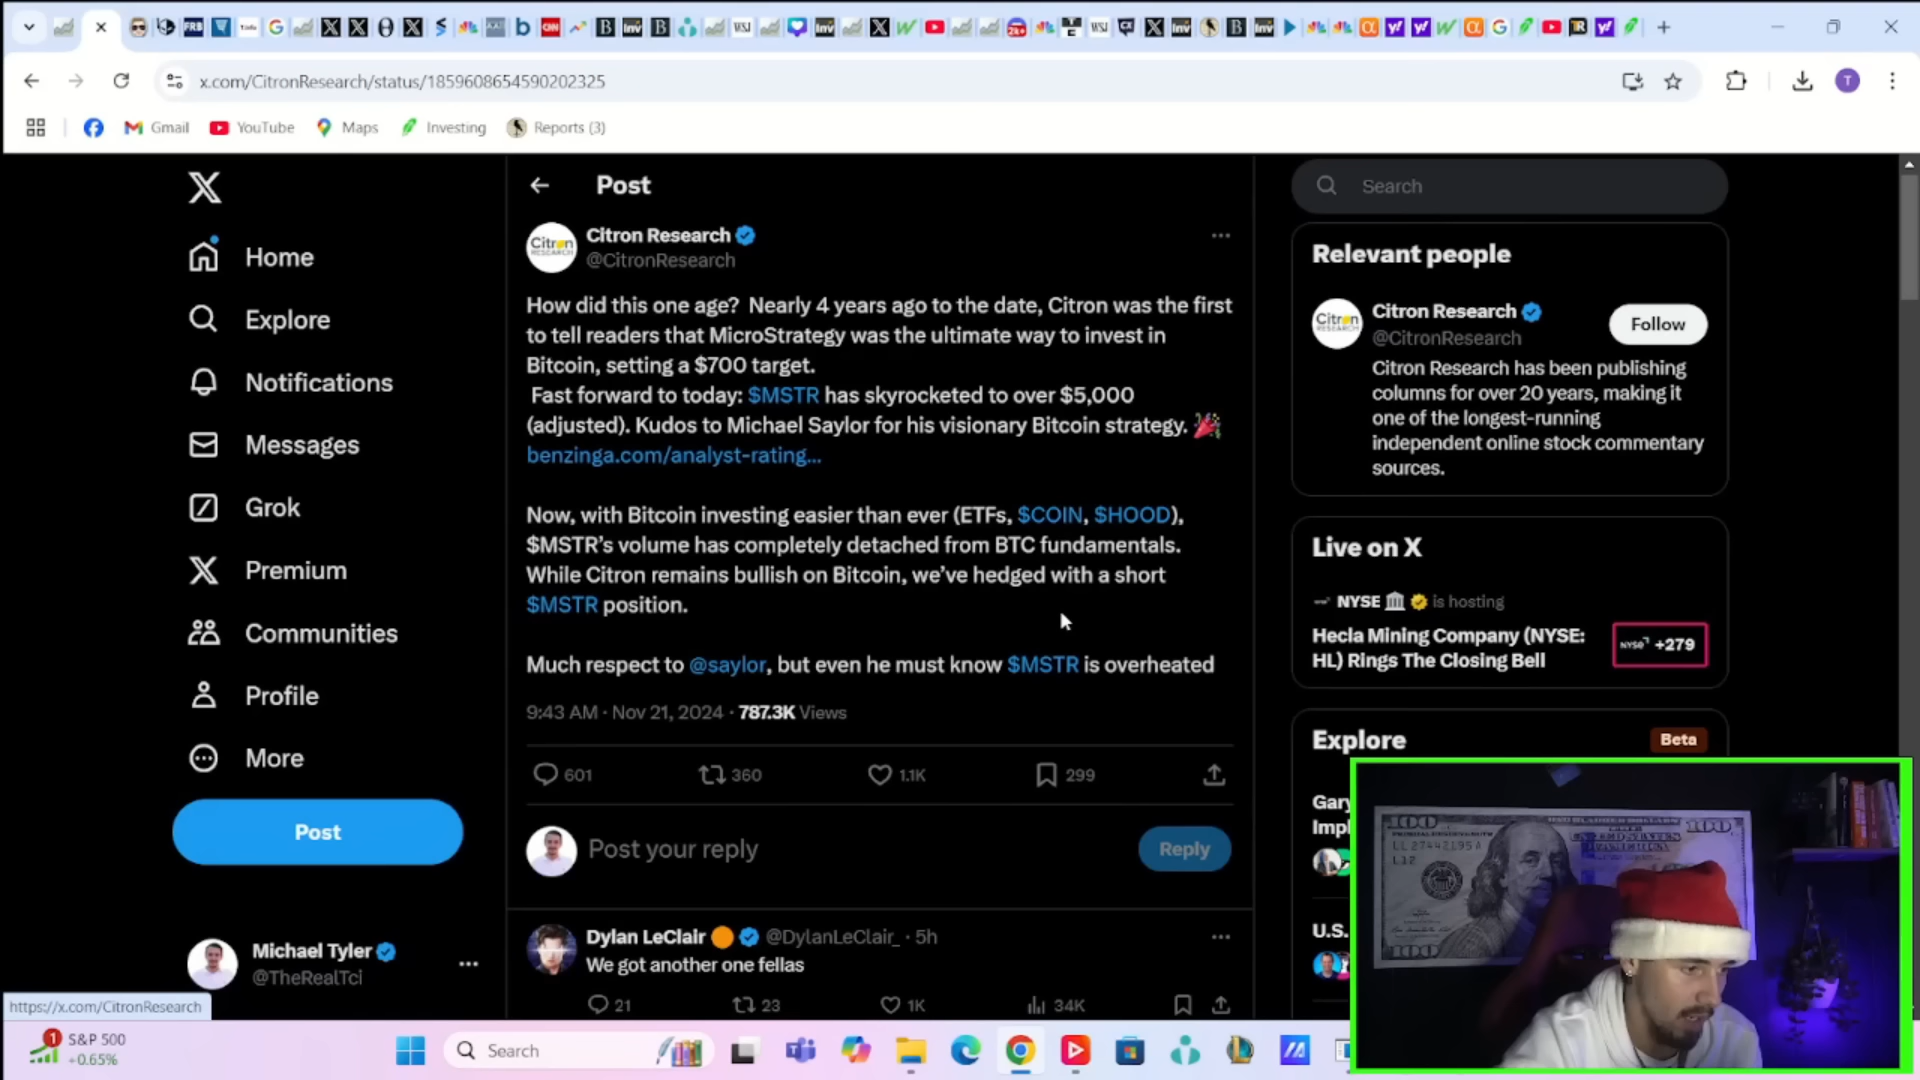 x.com/CitronResearch/status/1859608654590202325
Gmail
YouTube
Maps
Investing
Reports (3)
Post
Search
Citron Research
@CitronResearch
How did this one age? Nearly 4 years ago to the date, Citron was the first
to tell readers that MicroStrategy was the ultimate way to invest in
Bitcoin, setting a $700 target.
Fast forward to today: $MSTR has skyrocketed to over $5,000
(adjusted). Kudos to Michael Saylor for his visionary Bitcoin strategy. 🎉
benzinga.com/analyst-rating...
Now, with Bitcoin investing easier than ever (ETFs, $COIN, $HOOD),
$MSTR’s volume has completely detached from BTC fundamentals.
While Citron remains bullish on Bitcoin, we’ve hedged with a short
$MSTR position.
Much respect to @saylor, but even he must know $MSTR is overheated
9:43 AM · Nov 21, 2024 · 787.3K Views
601
360
1.1K
299
Post your reply
Reply
Dylan LeClair 🟠 @DylanLeClair_ · 5h
We got another one fellas
21
23
1K
34K
Home
Explore
Notifications
Messages
Grok
Premium
Communities
Profile
More
Post
Michael Tyler
@TheRealTci
Relevant people
Citron Research
@CitronResearch
Follow
Citron Research has been publishing
columns for over 20 years, making it
one of the longest-running
independent online stock commentary
sources.
Live on X
NYSE 🏛 is hosting
Hecla Mining Company (NYSE:
HL) Rings The Closing Bell
NYSE +279
Explore
Beta
Gary
Impl
U.S.
https://x.com/CitronResearch
1
S&P 500
+0.65%
Search
100
100
100